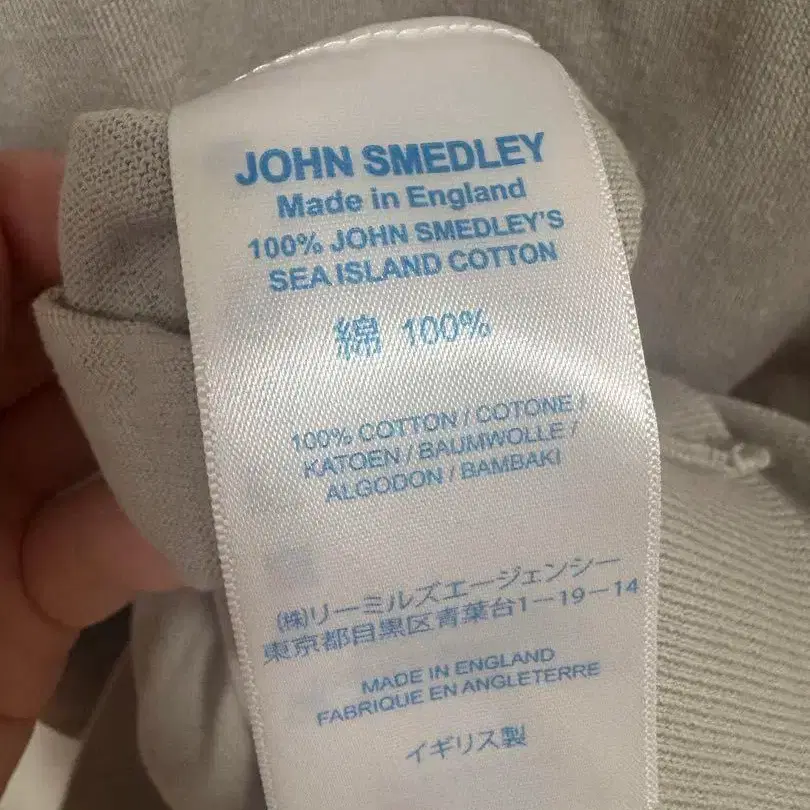 JOHN SMEDLEY
Made in England
100% JOHN SMEDLEY'S
SEA ISLAND COTTON
綿 100%
100% COTTON / COTONE /
KATOEN / BAUMWOLLE /
ALGODON / BAMBAKI
(株)リーミルズエージェンシー
東京都目黒区青葉台1-19-14
MADE IN ENGLAND
FABRIQUE EN ANGLETERRE
イギリス製